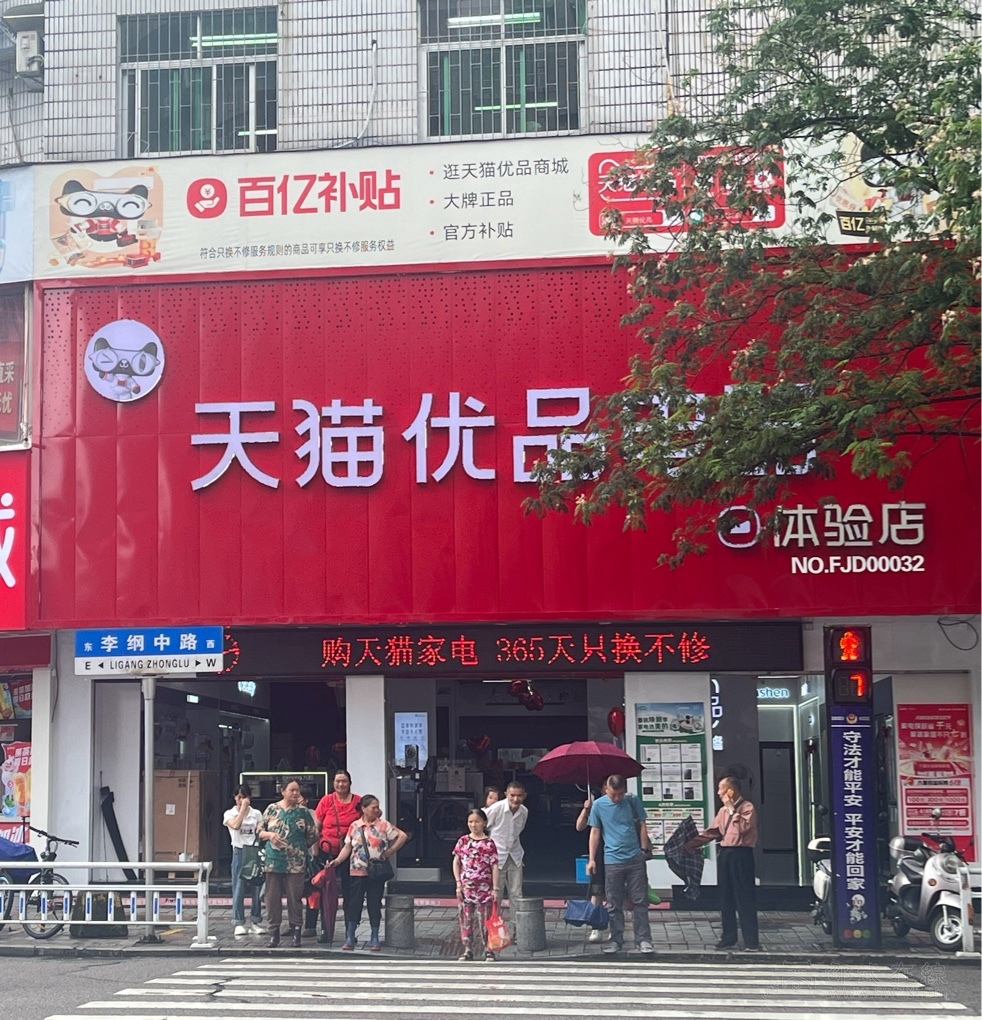 百亿补贴
符合只换不修服务规则的商品可享只换不修服务权益
· 逛天猫优品商城
· 大牌正品
· 官方补贴
百亿
天猫优品
体验店
NO.FJD00032
东 李纲中路 西
E ◄ LIGANG ZHONGLU ► W
购天猫家电 365天只换不修
7
守法才能平安 平安才能回家